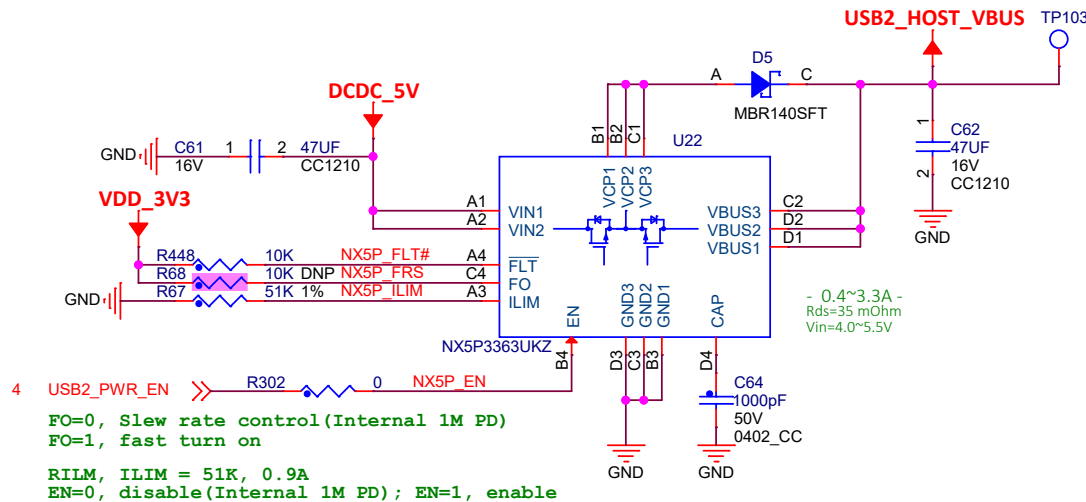 USB2_HOST_VBUS
TP103
D5
A
C
MBR140SFT
DCDC_5V
B1
B2
C1
U22
GND
C61
1
2
47UF
16V
CC1210
1
C62
47UF
16V
CC1210
2
GND
VDD_3V3
VCP1
VCP2
VCP3
A1
VIN1
A2
VIN2
VBUS3
C2
VBUS2
D2
VBUS1
D1
R448
10K
NX5P_FLT#
A4
FLT
R68
10K
DNP
NX5P_FRS
C4
FO
GND
R67
51K
1%
NX5P_ILIM
A3
ILIM
EN
GND3
GND2
GND1
CAP
- 0.4~3.3A -
Rds=35 mOhm
Vin=4.0~5.5V
NX5P3363UKZ
B4
D3
C3
B3
D4
4
USB2_PWR_EN
R302
0
NX5P_EN
C64
1000pF
50V
0402_CC
GND
GND
FO=0, Slew rate control(Internal 1M PD)
FO=1, fast turn on
RILM, ILIM = 51K, 0.9A
EN=0, disable(Internal 1M PD); EN=1, enable